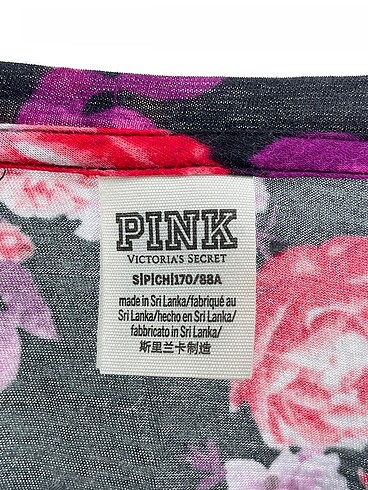 PINK
VICTORIA'S SECRET
S|P|CH|170/88A
made in Sri Lanka/fabriqué au
Sri Lanka/hecho en Sri Lanka/
fabbricato in Sri Lanka/
斯里兰卡制造